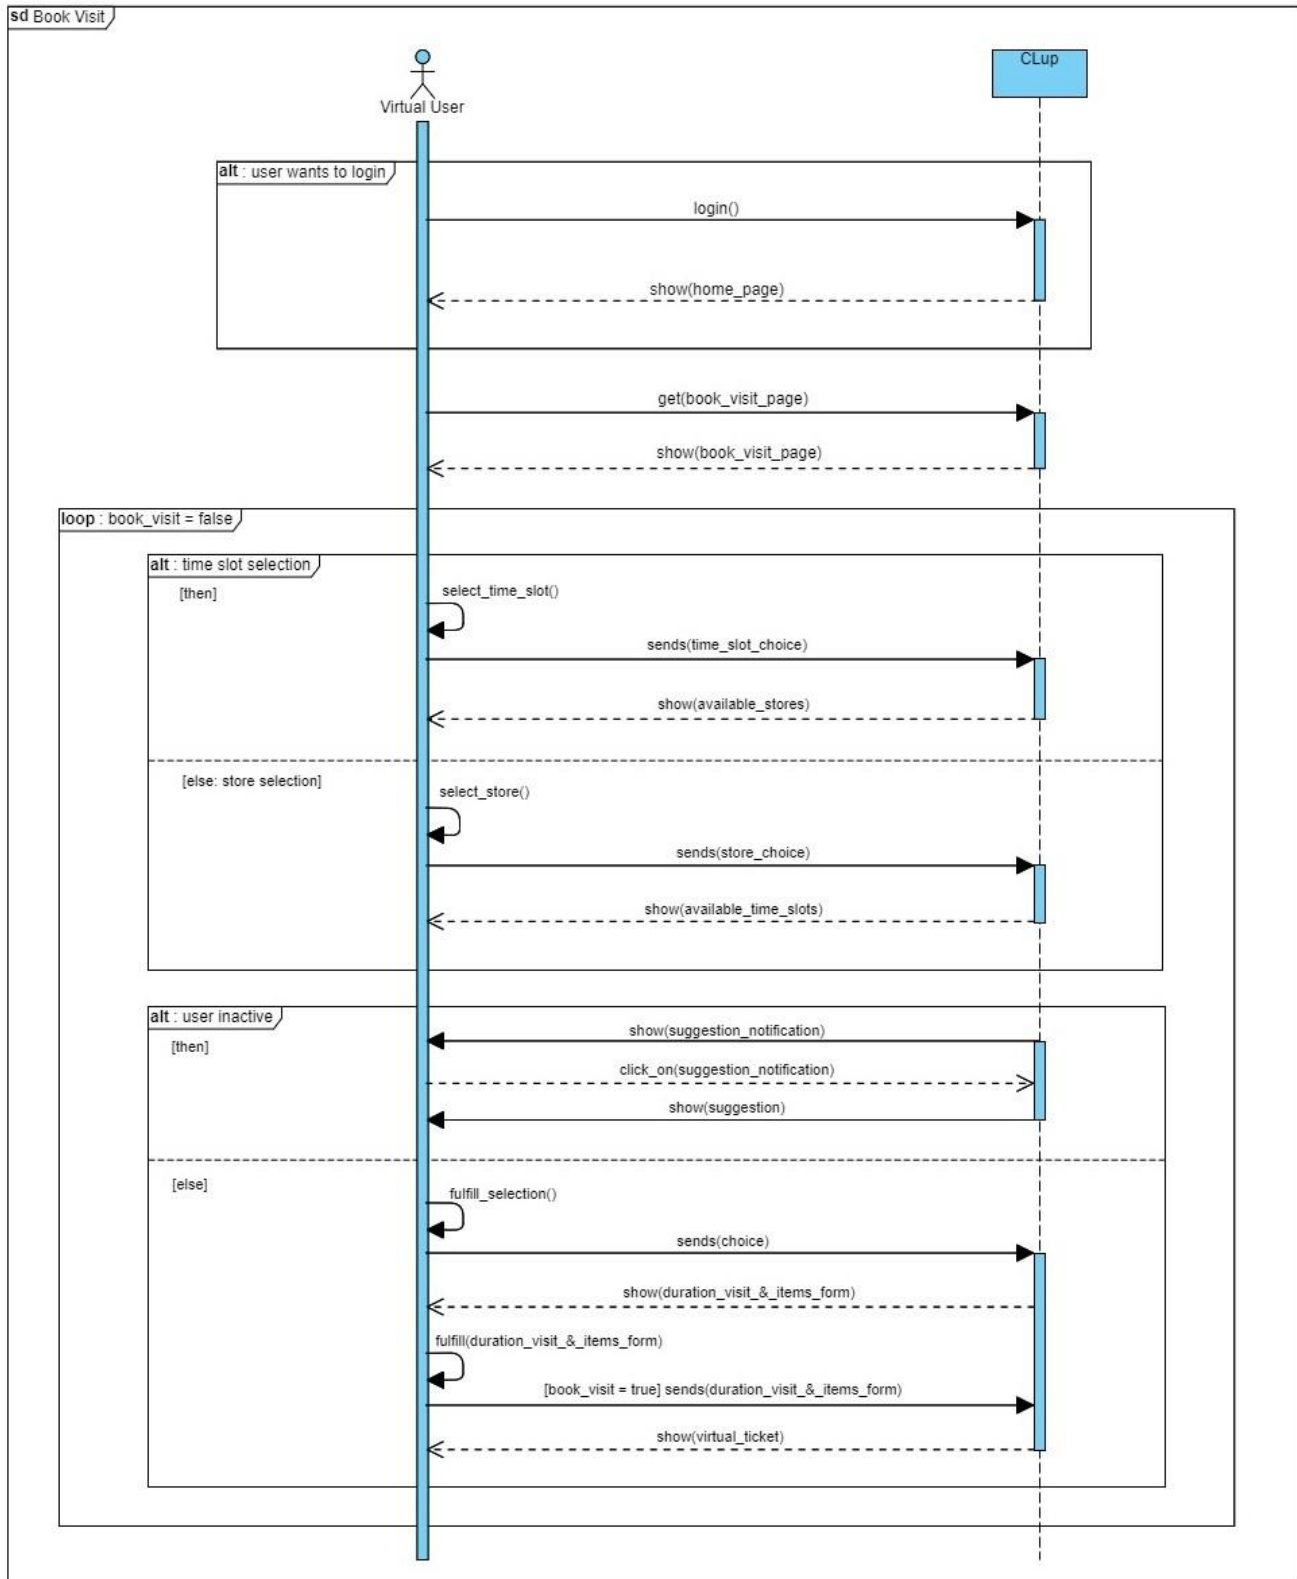 sd Book Visit
CLup
Virtual User
alt : user wants to login
login()
show(home_page)
get(book_visit_page)
show(book_visit_page)
loop : book_visit = false
alt : time slot selection
[then]
select_time_slot()
sends(time_slot_choice)
show(available_stores)
[else: store selection]
select_store()
sends(store_choice)
show(available_time_slots)
alt : user inactive
[then]
show(suggestion_notification)
click_on(suggestion_notification)
show(suggestion)
[else]
fulfill_selection()
sends(choice)
show(duration_visit_&_items_form)
fulfill(duration_visit_&_items_form)
[book_visit = true] sends(duration_visit_&_items_form)
show(virtual_ticket)